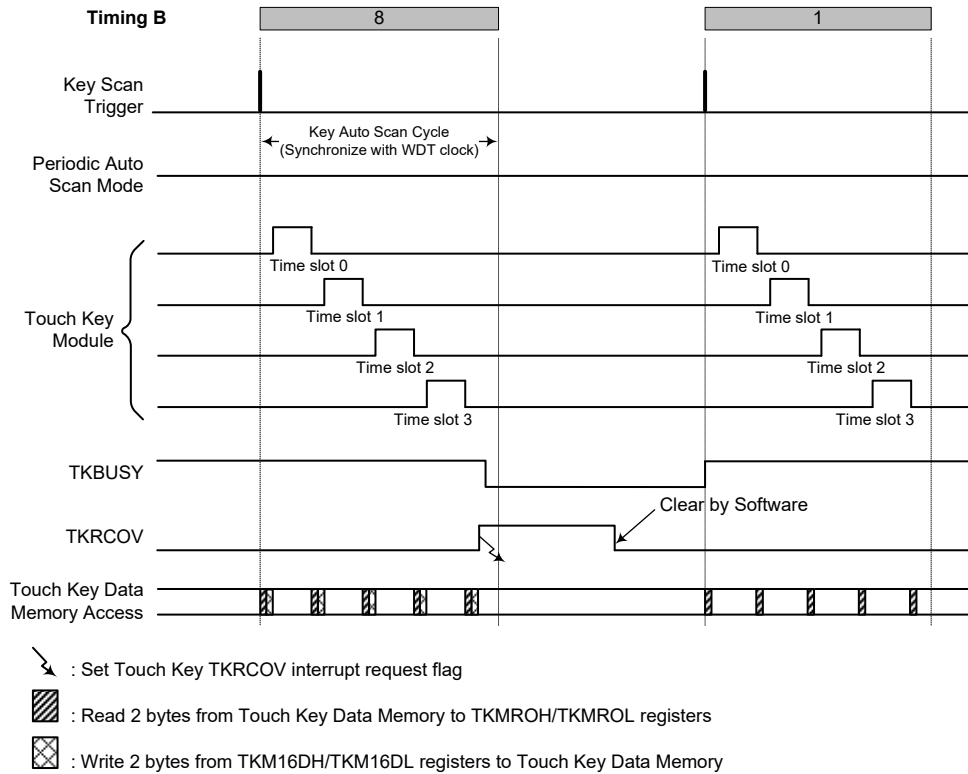 Timing B
8
1
Key Scan
Trigger
Key Auto Scan Cycle
(Synchronize with WDT clock)
Periodic Auto
Scan Mode
Touch Key
Module
Time slot 0
Time slot 0
Time slot 1
Time slot 1
Time slot 2
Time slot 2
Time slot 3
Time slot 3
TKBUSY
Clear by Software
TKRCOV
Touch Key Data
Memory Access
: Set Touch Key TKRCOV interrupt request flag
: Read 2 bytes from Touch Key Data Memory to TKMROH/TKMROL registers
: Write 2 bytes from TKM16DH/TKM16DL registers to Touch Key Data Memory